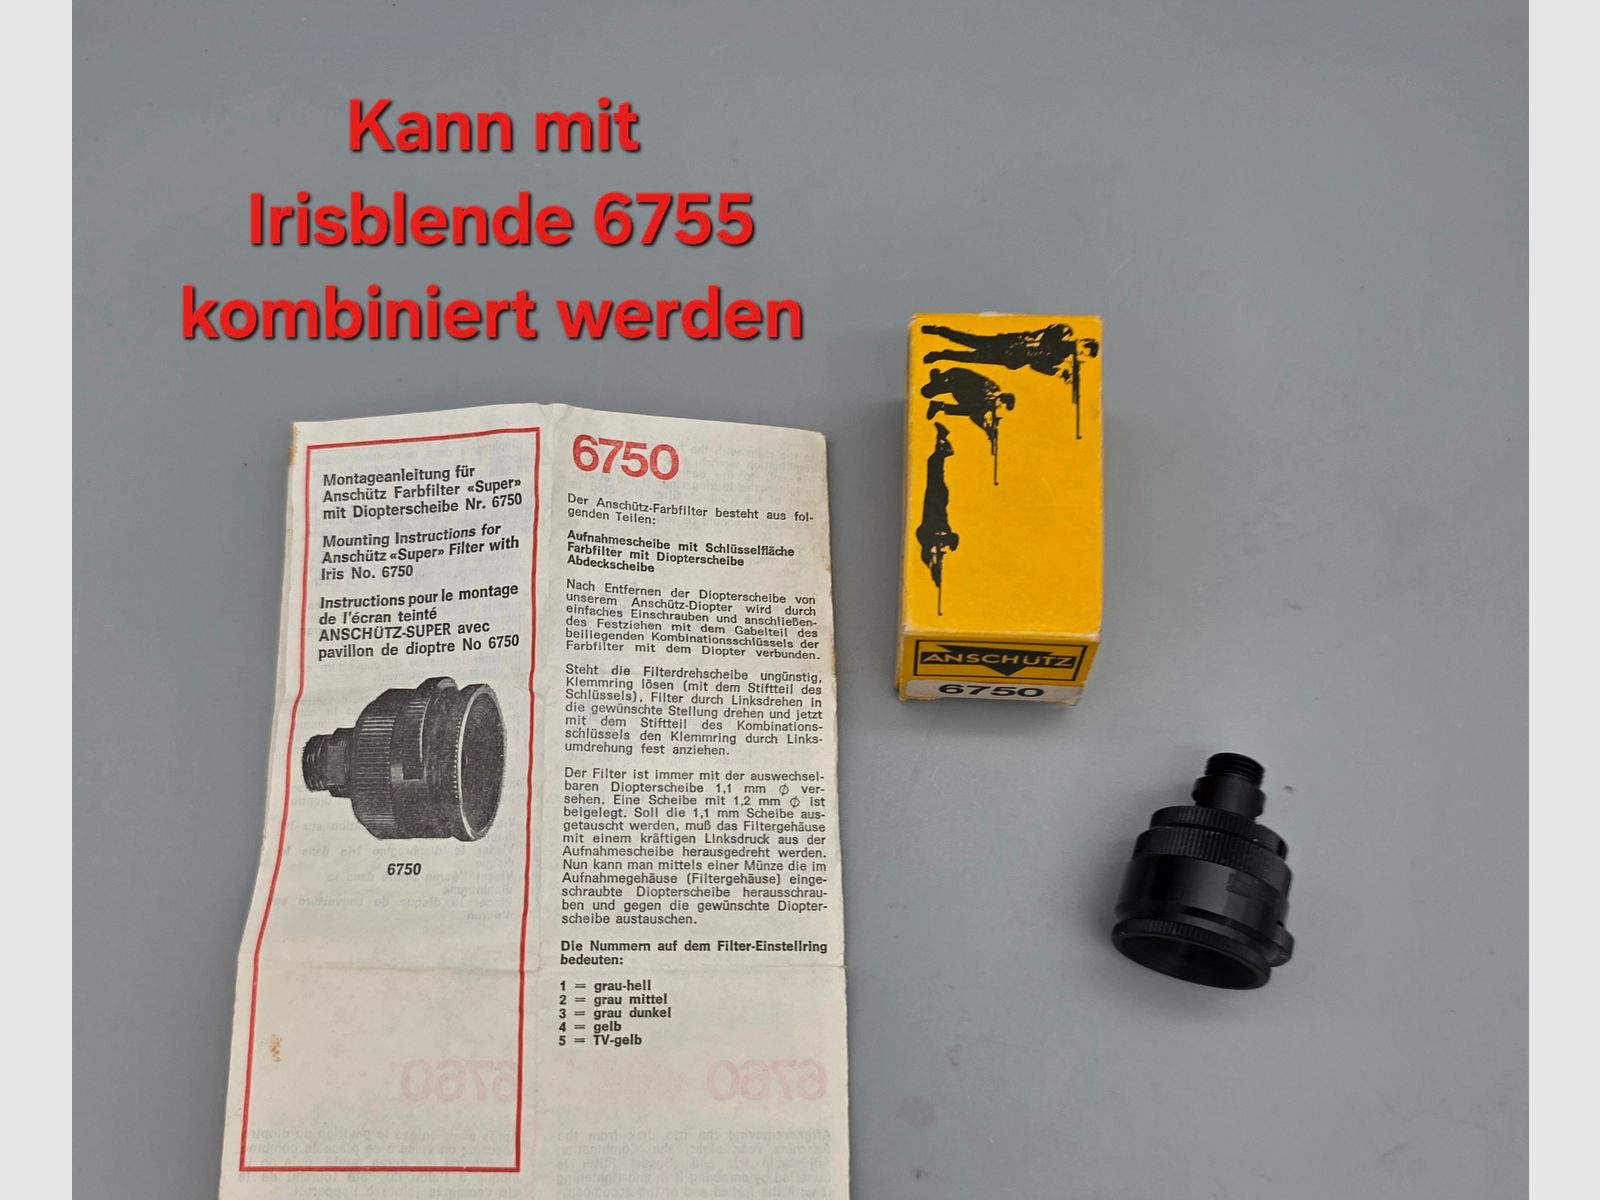 Kann mit
Irisblende 6755
kombiniert werden
Montageanleitung für
Anschütz Farbfilter «Super»
mit Diopterscheibe Nr. 6750
Mounting Instructions for
Anschütz «Super» Filter with
Iris No. 6750
Instructions pour le montage
de l'écran teinté
ANSCHÜTZ-SUPER avec
pavillon de dioptre No 6750
6750
6750
Der Anschütz-Farbfilter besteht aus fol-
genden Teilen:
Aufnahmescheibe mit Schlüsselfläche
Farbfilter mit Diopterscheibe
Abdeckscheibe
Nach Entfernen der Diopterscheibe von
unserem Anschütz-Diopter wird durch
einfaches Einschrauben und anschließen-
des Festziehen mit dem Gabelteil des
beiliegenden Kombinationsschlüssels der
Farbfilter mit dem Diopter verbunden.
Steht die Filterdrehscheibe ungünstig,
Klemmring lösen (mit dem Stiftteil des
Schlüssels), Filter durch Linksdrehen in
die gewünschte Stellung drehen und jetzt
mit dem Stiftteil des Kombinations-
schlüssels den Klemmring durch Links-
umdrehung fest anziehen.
Der Filter ist immer mit der auswechsel-
baren Diopterscheibe 1,1 mm ∅ ver-
sehen. Eine Scheibe mit 1,2 mm ∅ ist
beigelegt. Soll die 1,1 mm Scheibe aus-
getauscht werden, muß das Filtergehäuse
mit einem kräftigen Linksdruck aus der
Aufnahmescheibe herausgedreht werden.
Nun kann man mittels einer Münze die im
Aufnahmegehäuse (Filtergehäuse) einge-
schraubte Diopterscheibe herausschrau-
ben und gegen die gewünschte Diopter-
scheibe austauschen.
Die Nummern auf dem Filter-Einstellring
bedeuten:
1 = grau-hell
2 = grau mittel
3 = grau dunkel
4 = gelb
5 = TV-gelb
6760
6760
ANSCHÜTZ
6750